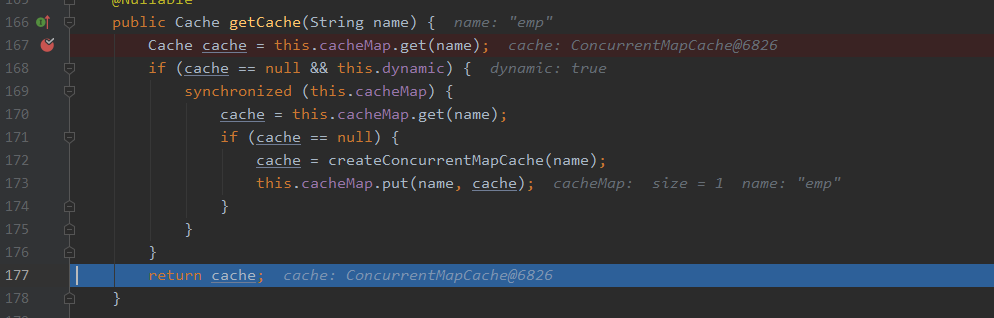 165 @Nullable
166 public Cache getCache(String name) { name: "emp"
167 Cache cache = this.cacheMap.get(name); cache: ConcurrentMapCache@6826
168 if (cache == null && this.dynamic) { dynamic: true
169 synchronized (this.cacheMap) {
170 cache = this.cacheMap.get(name);
171 if (cache == null) {
172 cache = createConcurrentMapCache(name);
173 this.cacheMap.put(name, cache); cacheMap: size = 1 name: "emp"
174 }
175 }
176 }
177 return cache; cache: ConcurrentMapCache@6826
178 }